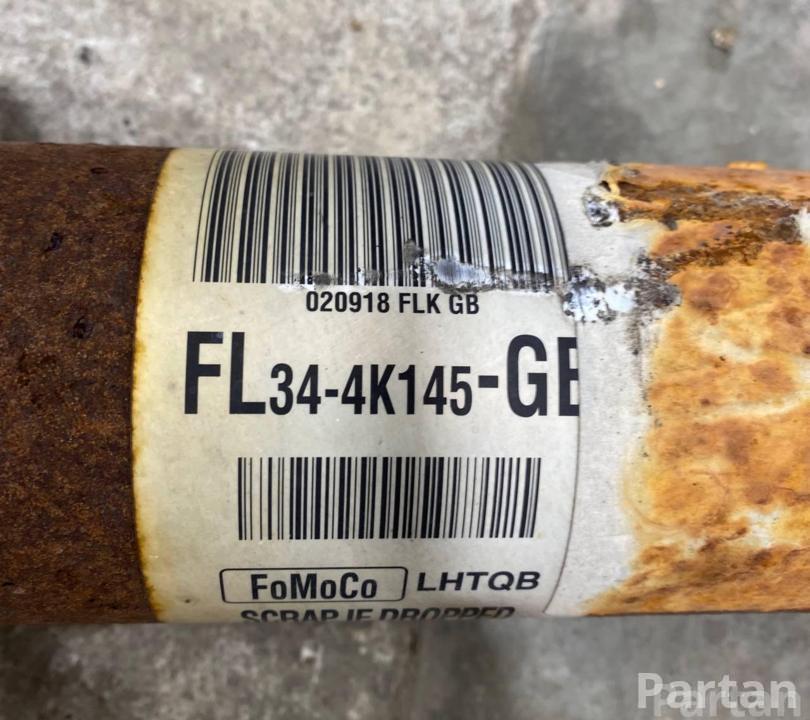 020918 FLK GB
FL34-4K145-GB
FoMoCo LHTQB
SCRAP IF DROPPED
Partan